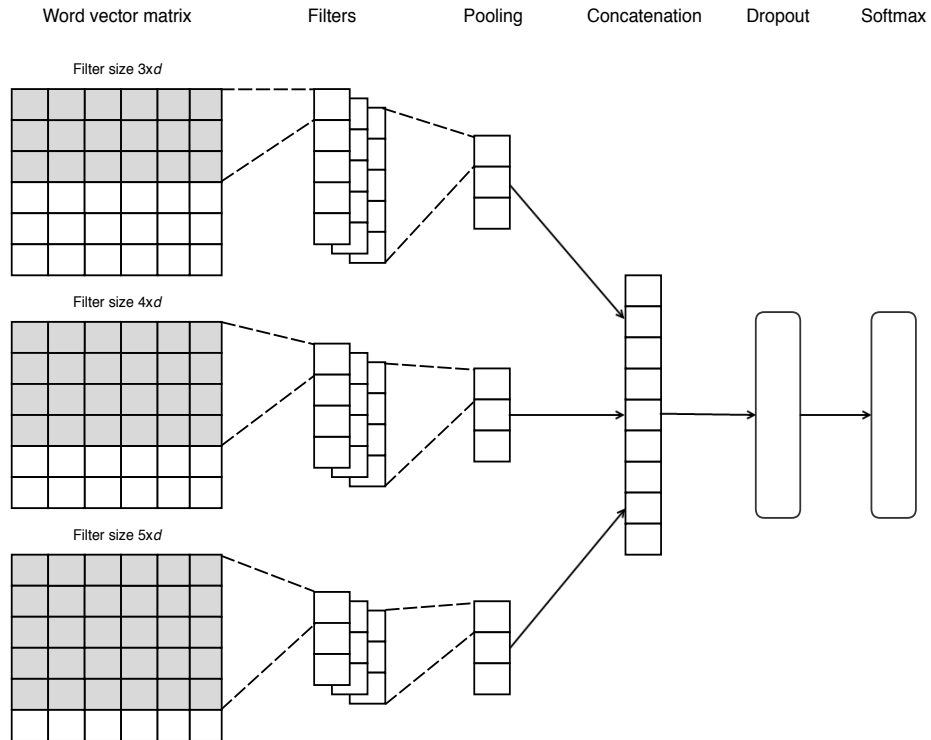 Word vector matrix Filters Pooling Concatenation Dropout Softmax
Filter size 3xd
Filter size 4xd
Filter size 5xd